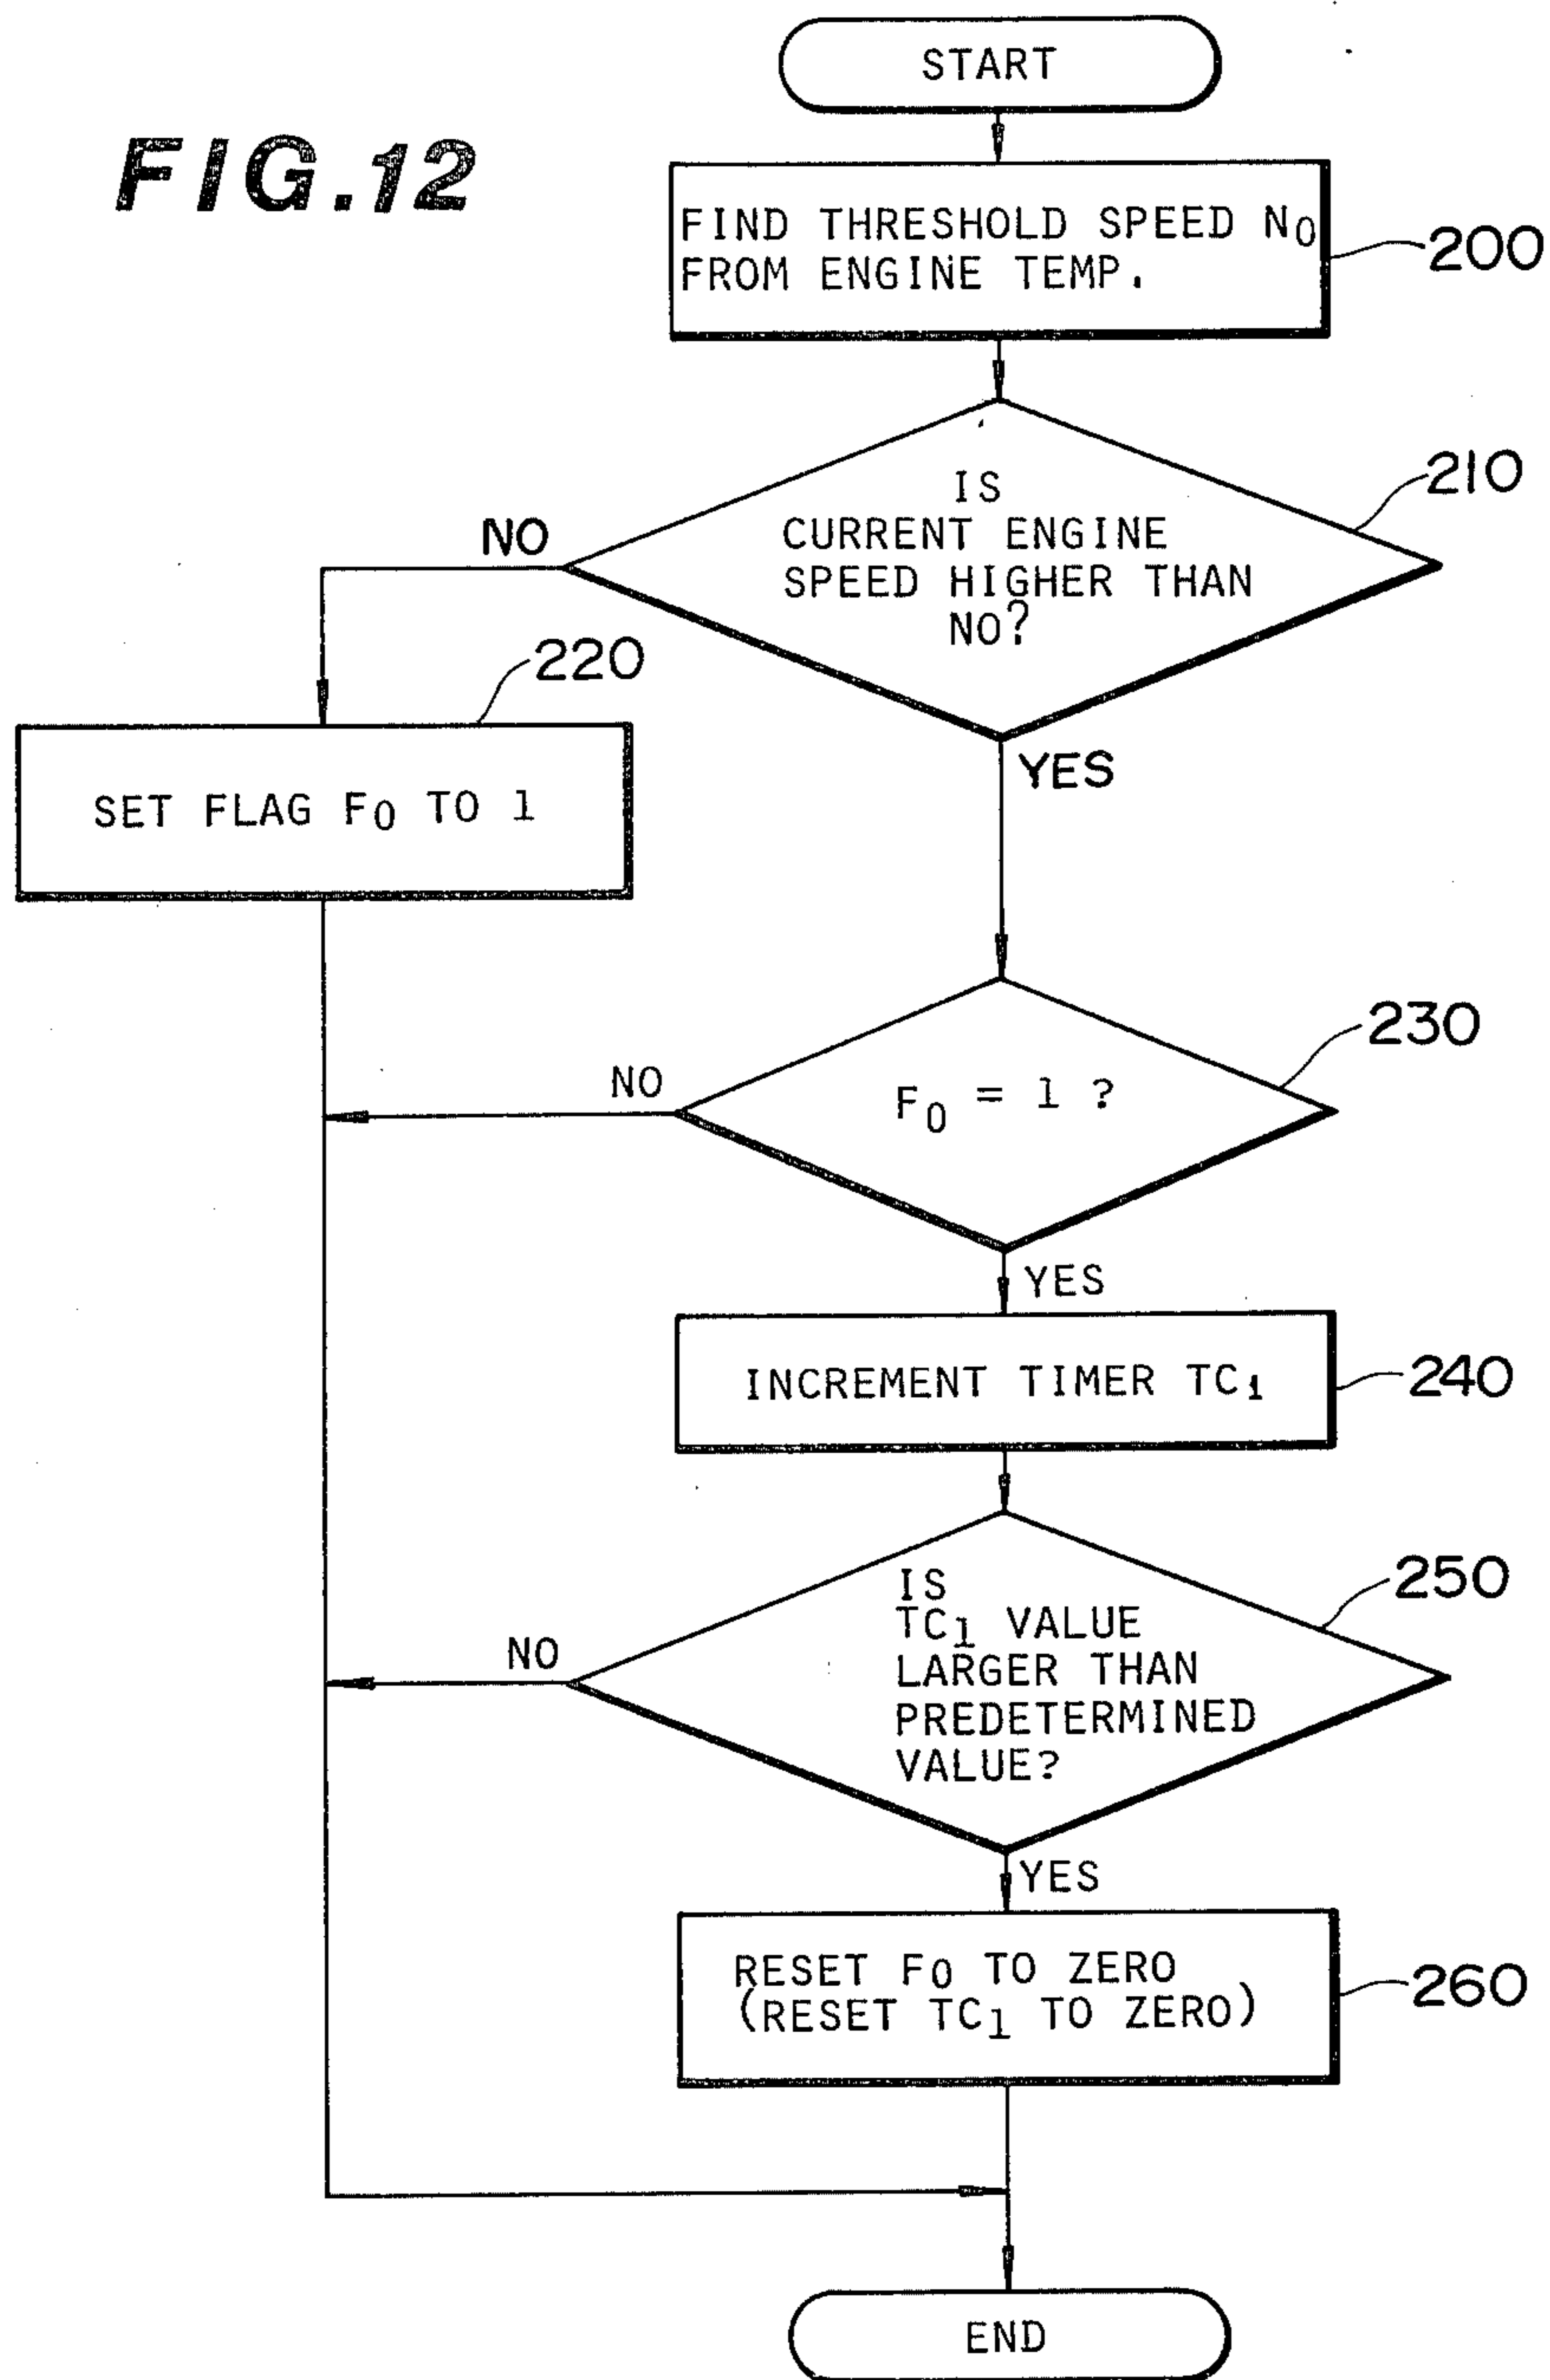 FIG.12
START
FIND THRESHOLD SPEED N0
FROM ENGINE TEMP.
200
IS
CURRENT ENGINE
SPEED HIGHER THAN
NO?
210
NO
YES
220
SET FLAG F0 TO 1
230
F0 = 1 ?
NO
YES
INCREMENT TIMER TC1
240
IS
TC1 VALUE
LARGER THAN
PREDETERMINED
VALUE?
250
NO
YES
RESET F0 TO ZERO
(RESET TC1 TO ZERO)
260
END